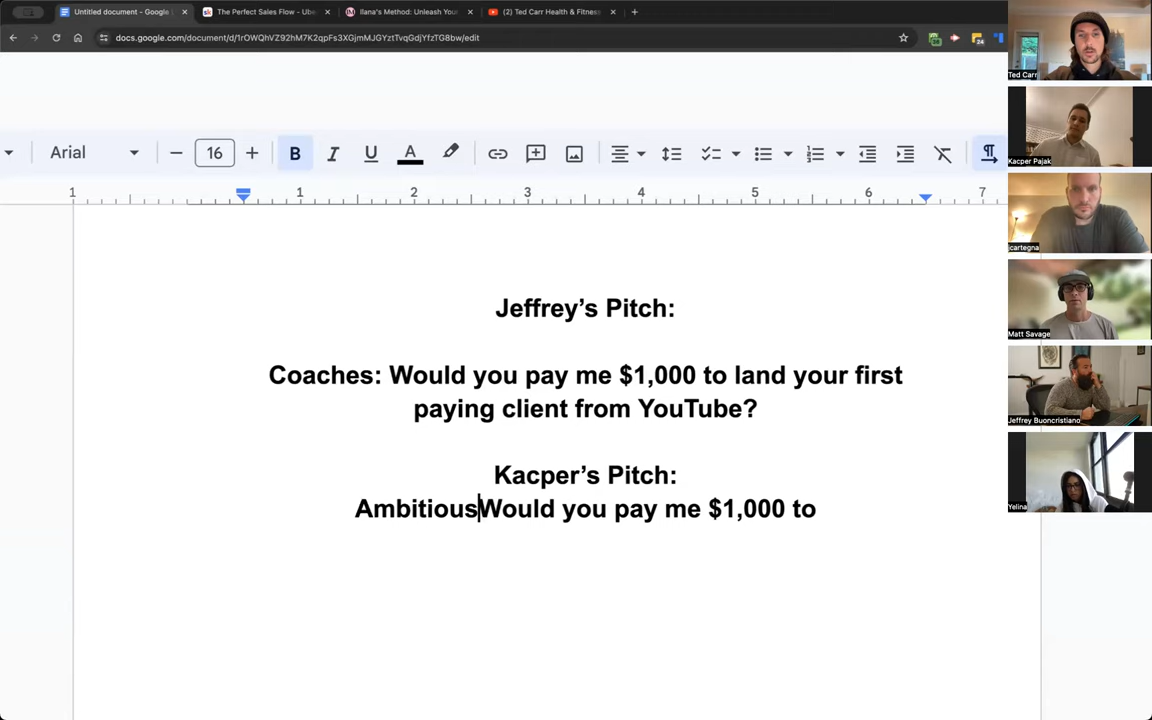 Untitled document - Google
The Perfect Sales Flow - Ube
Ilana's Method: Unleash You
(2) Ted Carr Health & Fitness
docs.google.com/document/d/1rOWQhVZ92hM7K2qpFs3XGjmMJGYztTvqGdjYfzTG8bw/edit
24
Arial
16
B I U A
1 1 2 3 4 5 6 7
Jeffrey's Pitch:
Coaches: Would you pay me $1,000 to land your first
paying client from YouTube?
Kacper's Pitch:
AmbitiousWould you pay me $1,000 to
Ted Carr
Kacper Pajak
jcartegna
Matt Savage
Jeffrey Buoncristiano
Yelina